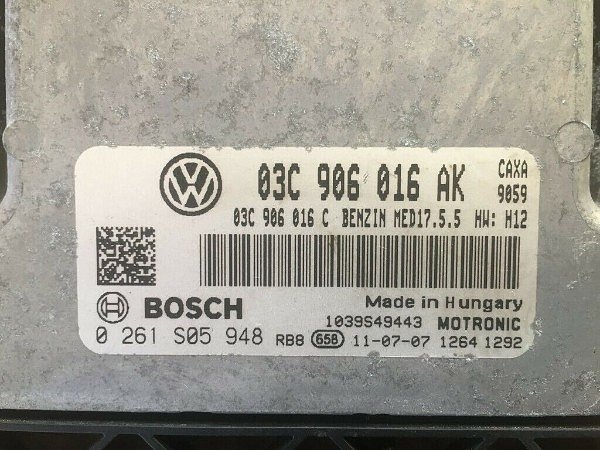 03C 906 016 AK CAXA
9059
03C 906 016 C BENZIN MED17.5.5 HW: H12
BOSCH Made in Hungary
1039S49443 MOTRONIC
0 261 S05 948 RB8 658 11-07-07 1264 1292